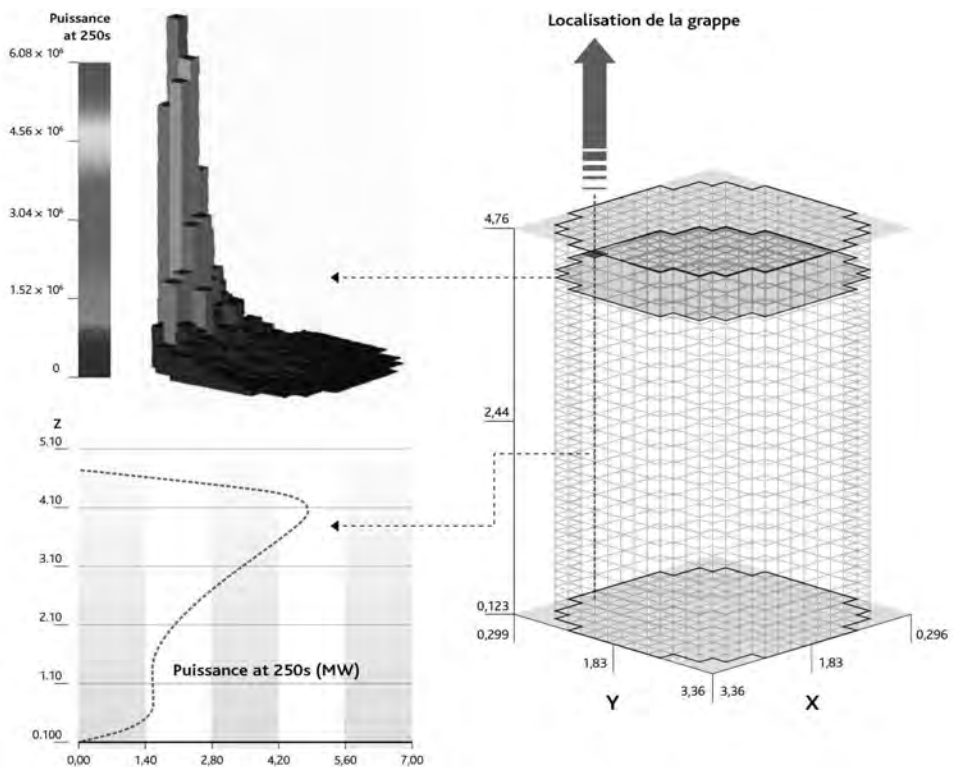 Puissance
at 250s
6.08 × 10⁶
4.56 × 10⁶
3.04 × 10⁶
1.52 × 10⁶
0
Localisation de la grappe
4,76
2,44
0,123
0,299
1,83
3,36
Y
3,36
1,83
0,296
X
Z
5.10
4.10
3.10
2.10
1.10
0.100
Puissance at 250s (MW)
0,00 1,40 2,80 4,20 5,60 7,00